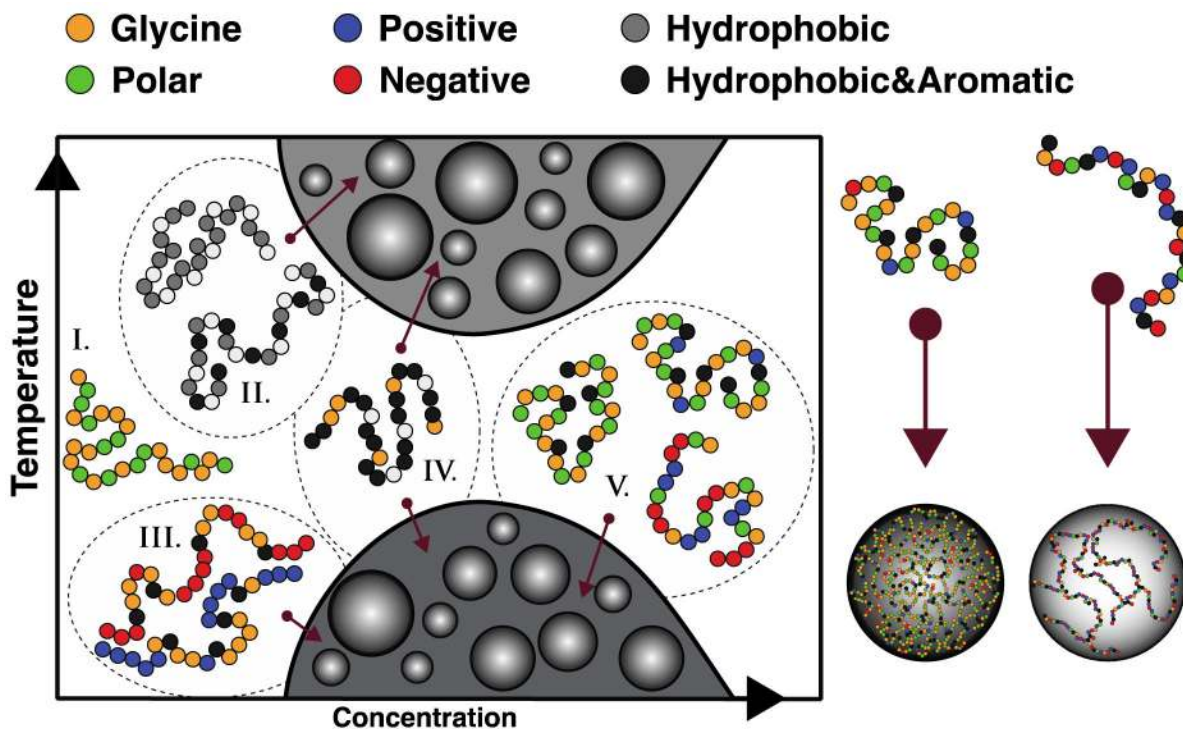 Glycine Positive Hydrophobic
Polar Negative Hydrophobic&Aromatic
Temperature
I.
II.
III.
IV.
V.
Concentration